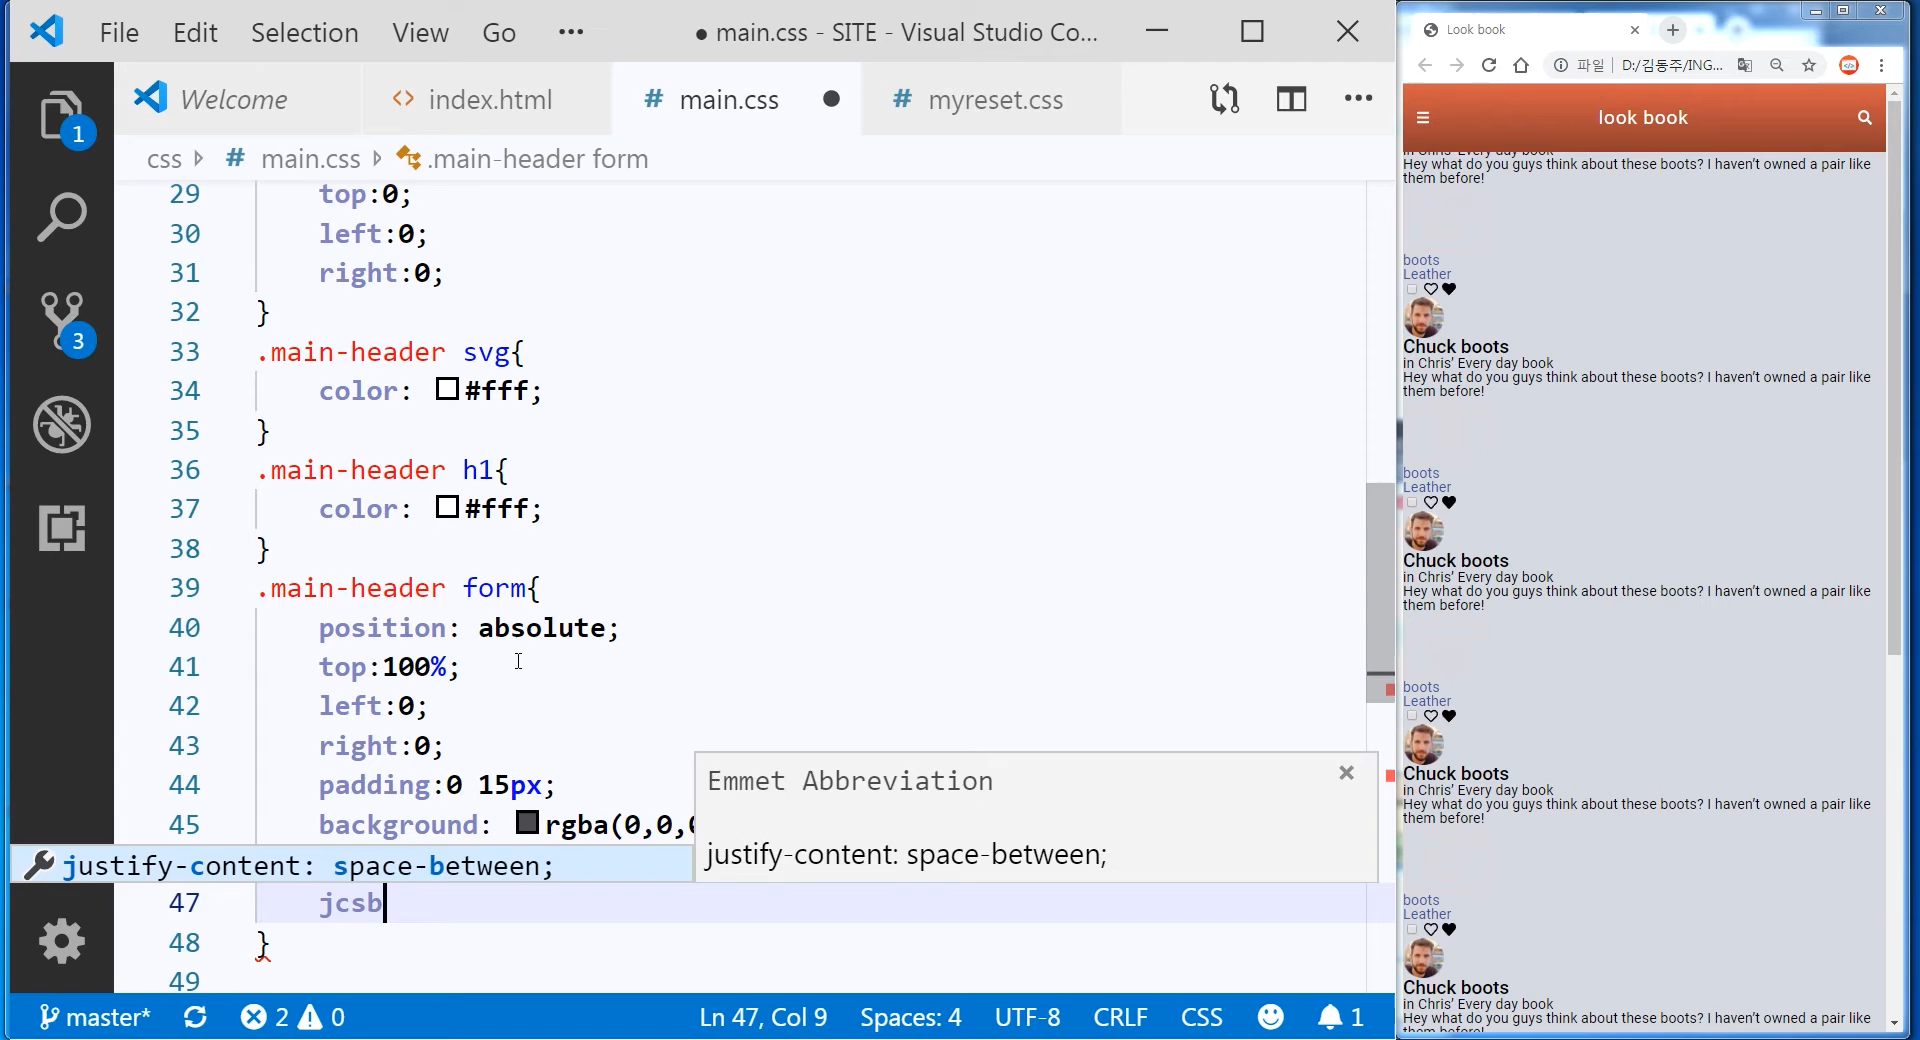 File Edit Selection View Go ••• ● main.css - SITE - Visual Studio Co...
Welcome
<> index.html
# main.css ●
# myreset.css
css # main.css .main-header form
29 top:0;
30 left:0;
31 right:0;
32 }
33 .main-header svg{
34 color: #fff;
35 }
36 .main-header h1{
37 color: #fff;
38 }
39 .main-header form{
40 position: absolute;
41 top:100%;
42 left:0;
43 right:0;
44 padding:0 15px;
45 background: rgba(0,0,0
justify-content: space-between;
Emmet Abbreviation
justify-content: space-between;
47 jcsb
48 }
49
1
3
master* 2 0 Ln 47, Col 9 Spaces: 4 UTF-8 CRLF CSS 1
Look book
파일 | D:/김동주/ING...
look book
in Chris' Every day book
Hey what do you guys think about these boots? I haven't owned a pair like
them before!
boots
Leather
Chuck boots
in Chris' Every day book
Hey what do you guys think about these boots? I haven't owned a pair like
them before!
boots
Leather
Chuck boots
in Chris' Every day book
Hey what do you guys think about these boots? I haven't owned a pair like
them before!
boots
Leather
Chuck boots
in Chris' Every day book
Hey what do you guys think about these boots? I haven't owned a pair like
them before!
boots
Leather
Chuck boots
in Chris' Every day book
Hey what do you guys think about these boots? I haven't owned a pair like
them before!